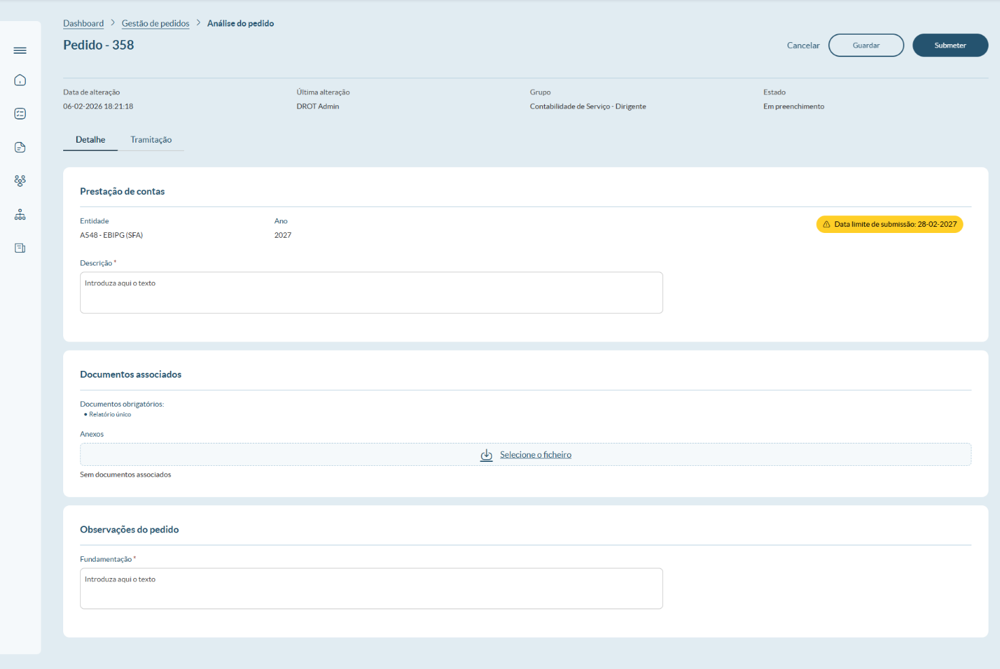 Dashboard > Gestão de pedidos > Análise do pedido
Pedido - 358
Cancelar Guardar Submeter
Data de alteração Última alteração Grupo Estado
06-02-2026 18:21:18 DROT Admin Contabilidade de Serviço - Dirigente Em preenchimento
Detalhe Tramitação
Prestação de contas
Entidade Ano
A548 - EBIPG (SFA) 2027
Data limite de submissão: 28-02-2027
Descrição *
Introduza aqui o texto
Documentos associados
Documentos obrigatórios:
• Relatório único
Anexos
Selecione o ficheiro
Sem documentos associados
Observações do pedido
Fundamentação *
Introduza aqui o texto